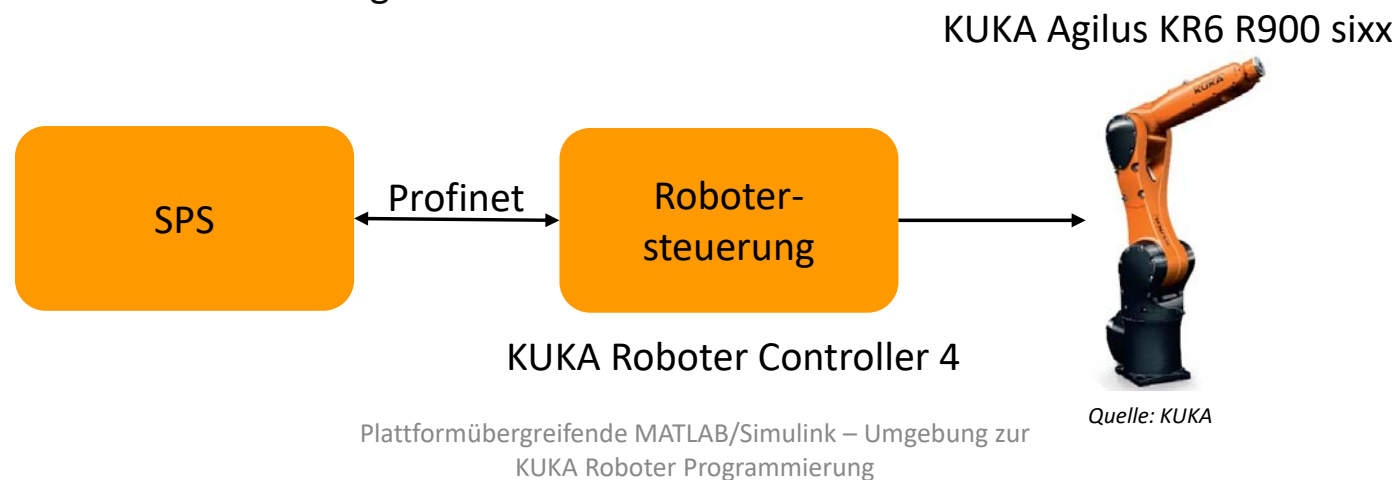 KUKA Agilus KR6 R900 sixx
SPS
Profinet
Roboter-
steuerung
KUKA
KUKA Roboter Controller 4
Quelle: KUKA
Plattformübergreifende MATLAB/Simulink – Umgebung zur
KUKA Roboter Programmierung